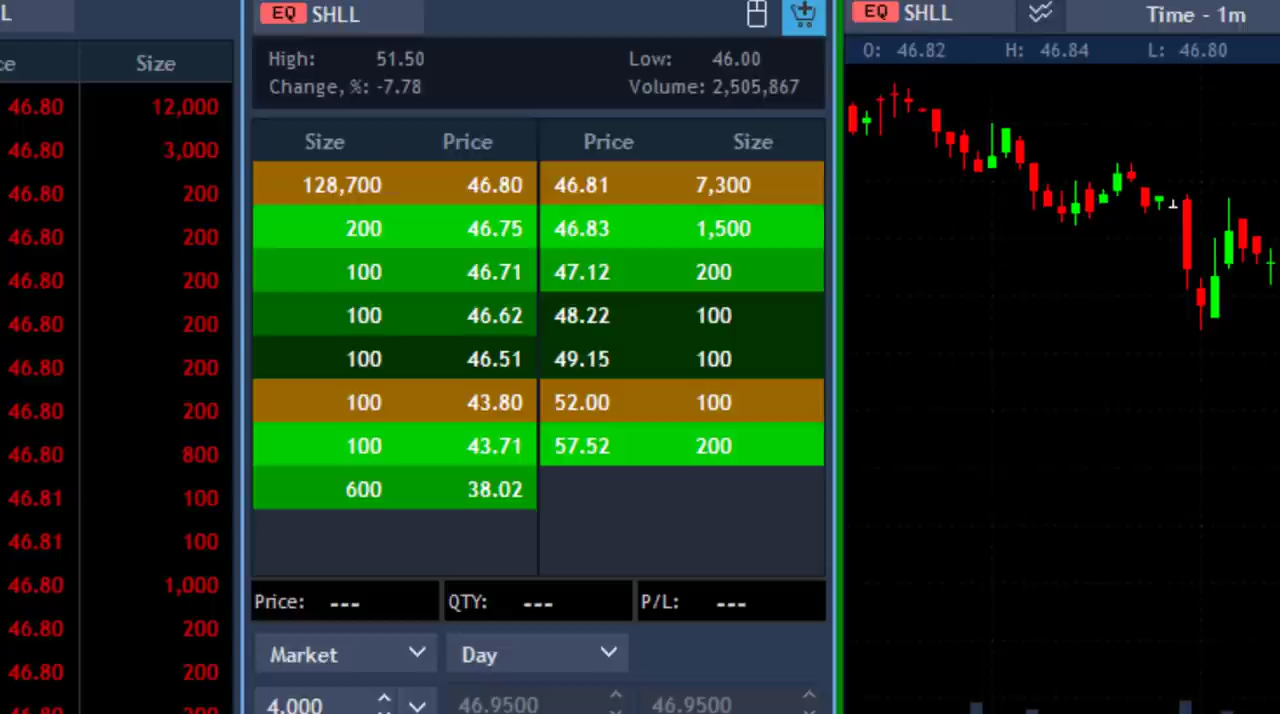 L
ce Size
46.80 12,000
46.80 3,000
46.80 200
46.80 200
46.80 200
46.80 200
46.80 200
46.80 200
46.80 800
46.81 100
46.81 100
46.80 1,000
46.80 200
46.80 200
EQ SHLL
High: 51.50 Low: 46.00
Change, %: -7.78 Volume: 2,505,867
Size Price Price Size
128,700 46.80 46.81 7,300
200 46.75 46.83 1,500
100 46.71 47.12 200
100 46.62 48.22 100
100 46.51 49.15 100
100 43.80 52.00 100
100 43.71 57.52 200
600 38.02
Price: --- QTY: --- P/L: ---
Market Day
4,000 46.9500 46.9500
EQ SHLL Time - 1m
O: 46.82 H: 46.84 L: 46.80